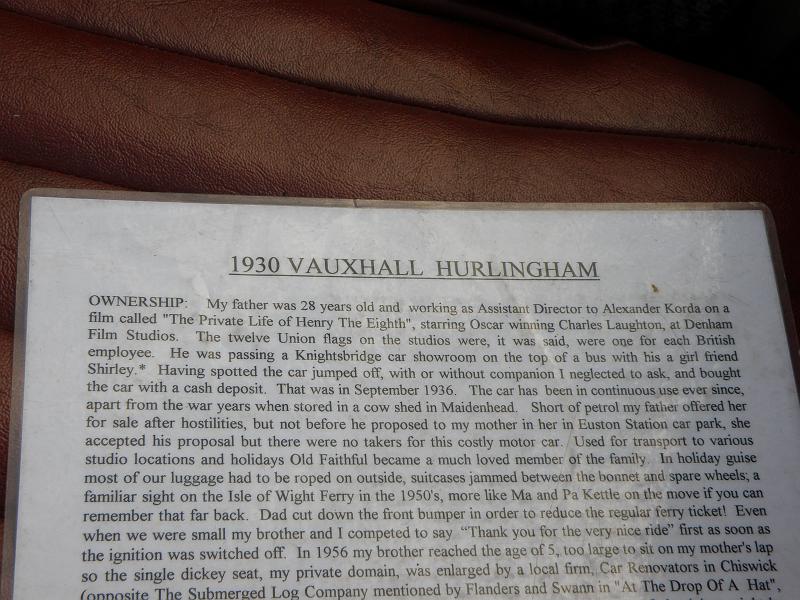 1930 VAUXHALL HURLINGHAM
OWNERSHIP: My father was 28 years old and working as Assistant Director to Alexander Korda on a
film called "The Private Life of Henry The Eighth", starring Oscar winning Charles Laughton, at Denham
Film Studios. The twelve Union flags on the studios were, it was said, were one for each British
employee. He was passing a Knightsbridge car showroom on the top of a bus with his a girl friend
Shirley.* Having spotted the car jumped off, with or without companion I neglected to ask, and bought
the car with a cash deposit. That was in September 1936. The car has been in continuous use ever since,
apart from the war years when stored in a cow shed in Maidenhead. Short of petrol my father offered her
for sale after hostilities, but not before he proposed to my mother in her in Euston Station car park, she
accepted his proposal but there were no takers for this costly motor car. Used for transport to various
studio locations and holidays Old Faithful became a much loved member of the family. In holiday guise
most of our luggage had to be roped on outside, suitcases jammed between the bonnet and spare wheels; a
familiar sight on the Isle of Wight Ferry in the 1950's, more like Ma and Pa Kettle on the move if you can
remember that far back. Dad cut down the front bumper in order to reduce the regular ferry ticket! Even
when we were small my brother and I competed to say "Thank you for the very nice ride" first as soon as
the ignition was switched off. In 1956 my brother reached the age of 5, too large to sit on my mother's lap
so the single dickey seat, my private domain, was enlarged by a local firm, Car Renovators in Chiswick
(opposite The Submerged Log Company mentioned by Flanders and Swann in "At The Drop Of A Hat",